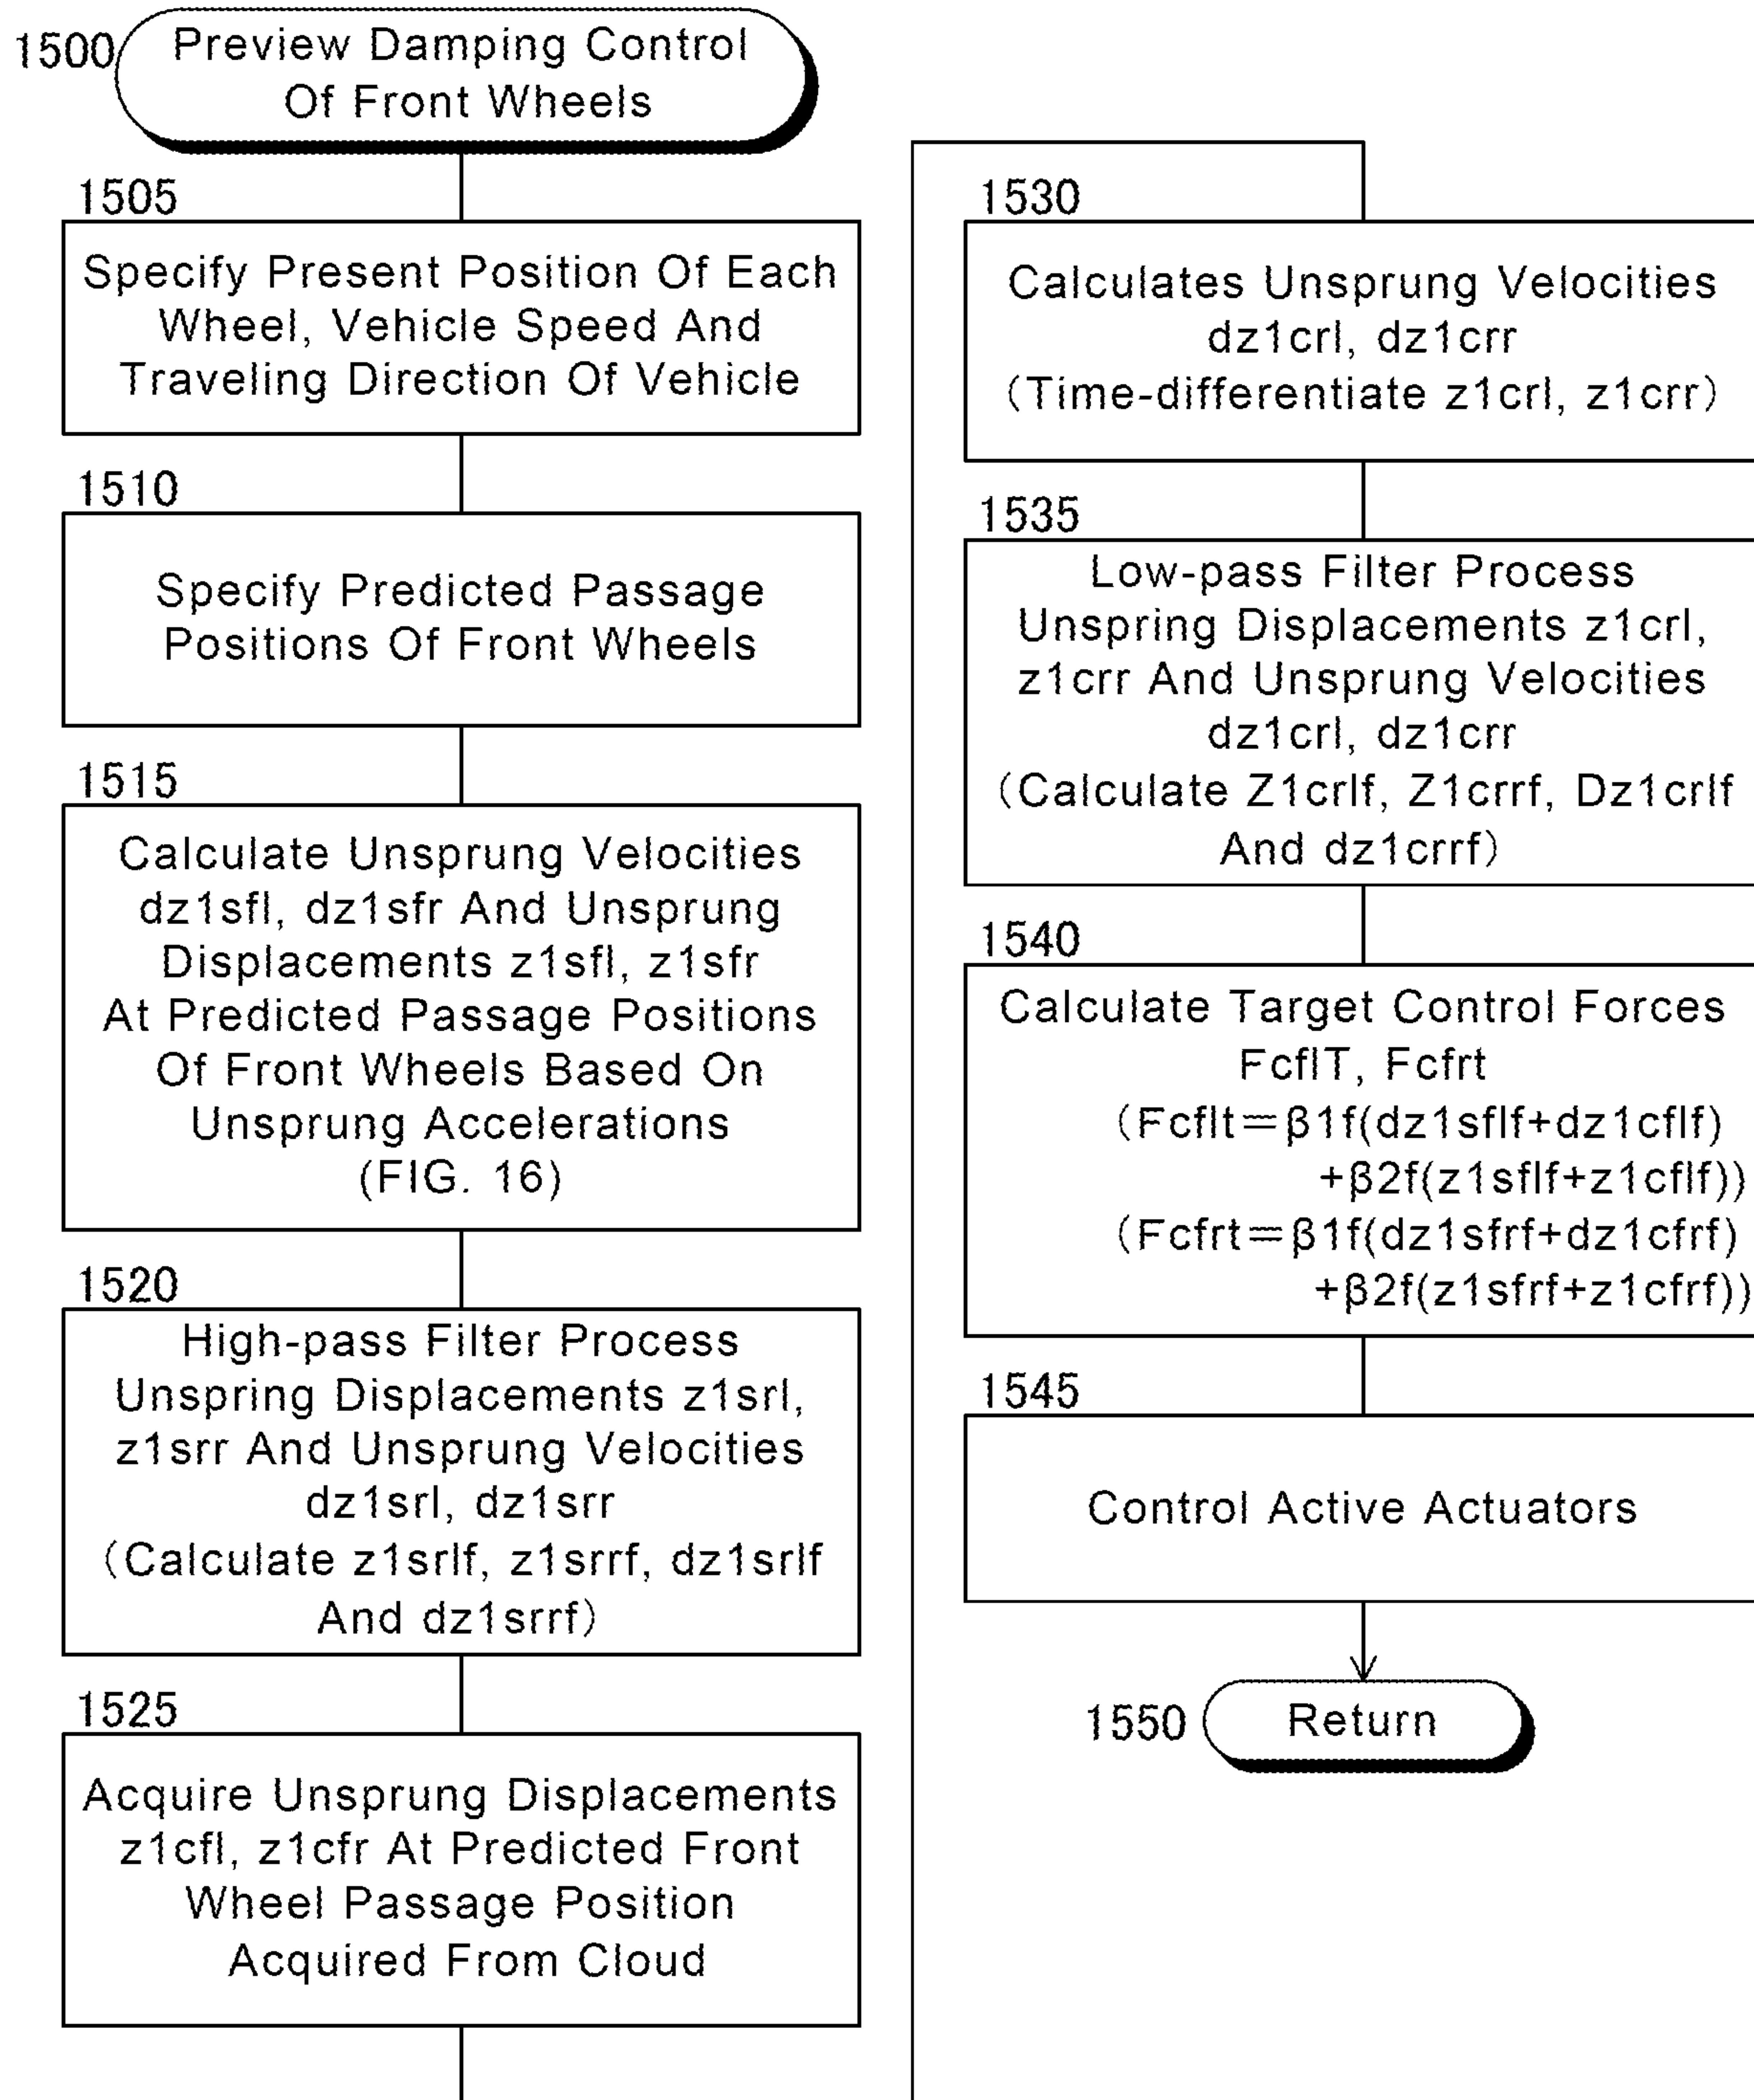 1500
Preview Damping Control
Of Front Wheels
1505
Specify Present Position Of Each
Wheel, Vehicle Speed And
Traveling Direction Of Vehicle
1510
Specify Predicted Passage
Positions Of Front Wheels
1515
Calculate Unsprung Velocities
dz1sfl, dz1sfr And Unsprung
Displacements z1sfl, z1sfr
At Predicted Passage Positions
Of Front Wheels Based On
Unsprung Accelerations
(FIG. 16)
1520
High-pass Filter Process
Unspring Displacements z1srl,
z1srr And Unsprung Velocities
dz1srl, dz1srr
(Calculate z1srlf, z1srrf, dz1srlf
And dz1srrf)
1525
Acquire Unsprung Displacements
z1cfl, z1cfr At Predicted Front
Wheel Passage Position
Acquired From Cloud
1530
Calculates Unsprung Velocities
dz1crl, dz1crr
(Time-differentiate z1crl, z1crr)
1535
Low-pass Filter Process
Unspring Displacements z1crl,
z1crr And Unsprung Velocities
dz1crl, dz1crr
(Calculate Z1crlf, Z1crrf, Dz1crlf
And dz1crrf)
1540
Calculate Target Control Forces
FcflT, Fcfrt
(Fcflt=β1f(dz1sflf+dz1cflf)
+β2f(z1sflf+z1cflf))
(Fcfrt=β1f(dz1sfrf+dz1cfrf)
+β2f(z1sfrf+z1cfrf))
1545
Control Active Actuators
1550
Return